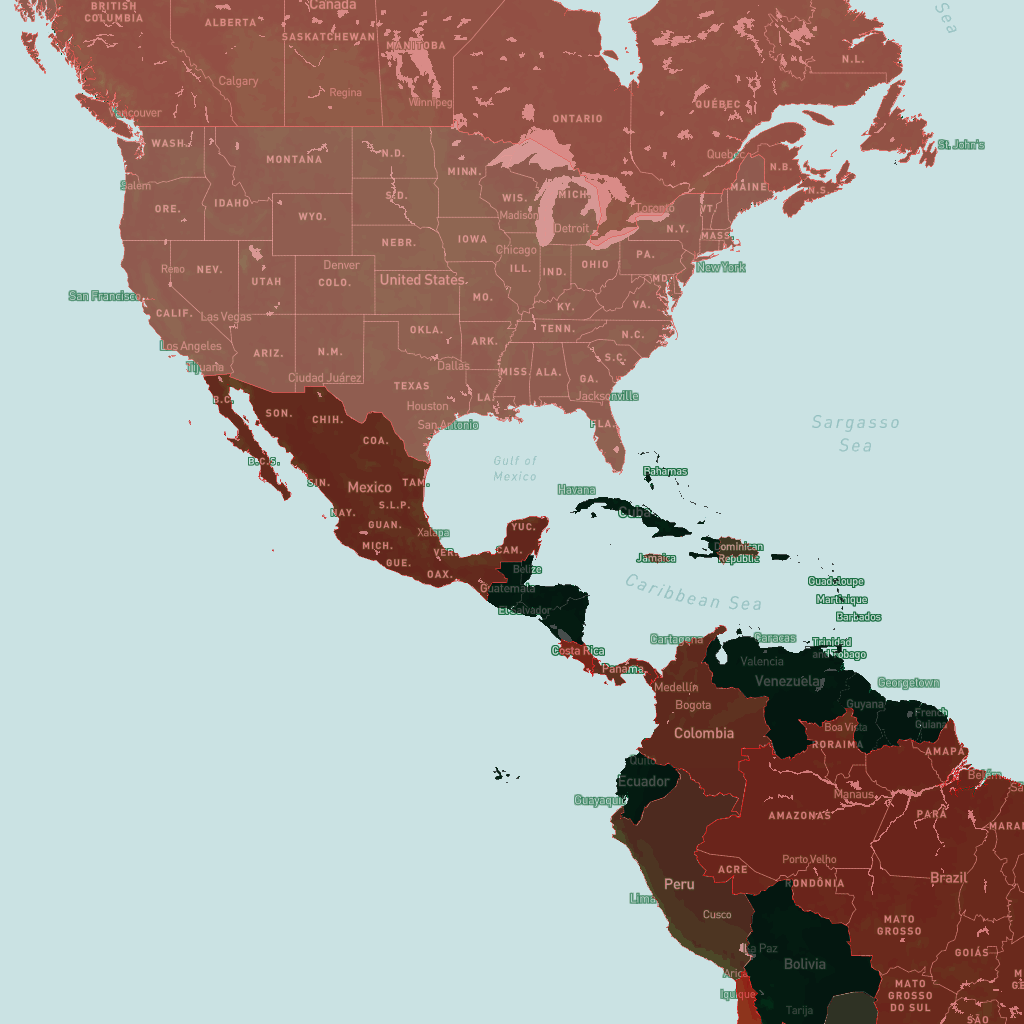 Canada
BRITISH
COLUMBIA
ALBERTA
SASKATCHEWAN
MANITOBA
Sea
N.L.
Calgary
Regina
Winnipeg
ONTARIO
QUÉBEC
Vancouver
WASH.
MONTANA
N.D.
MINN.
Quebec
N.B.
St. John's
MAINE
N.S.
Salem
ORE.
IDAHO
WYO.
S.D.
WIS.
MICH.
Madison
Toronto
VT.
Detroit
N.Y.
MASS.
NEBR.
IOWA
Chicago
PA.
New York
Reno
NEV.
UTAH
Denver
COLO.
United States
ILL.
IND.
OHIO
MD.
San Francisco
CALIF.
Las Vegas
MO.
KY.
VA.
OKLA.
TENN.
N.C.
Los Angeles
ARIZ.
N.M.
ARK.
S.C.
Tijuana
Ciudad Juárez
Dallas
TEXAS
MISS.
ALA.
GA.
B.C.
SON.
CHIH.
Houston
LA.
Jacksonville
San Antonio
FLA.
COA.
Sargasso
Sea
B.C.S.
Gulf of
Mexico
Bahamas
SIN.
Mexico
TAM.
Havana
NAY.
S.L.P.
Cuba
GUAN.
Xalapa
YUC.
MICH.
VER.
CAM.
Dominican
Republic
Jamaica
GUE.
OAX.
Belize
Guatemala
El Salvador
Caribbean Sea
Guadeloupe
Martinique
Barbados
Costa Rica
Cartagena
Caracas
Trinidad
and Tobago
Panama
Valencia
Venezuela
Georgetown
Medellín
Bogota
Guyana
French
Guiana
Colombia
Boa Vista
RORAIMA
AMAPÁ
Quito
Ecuador
Belém
Guayaquil
Manaus
AMAZONAS
PARÁ
MARAN
Porto Velho
ACRE
RONDÔNIA
Brazil
Peru
Lima
Cusco
MATO
GROSSO
La Paz
Bolivia
GOIÁS
Arica
Iquique
MATO
GROSSO
DO SUL
Tarija
SÃO